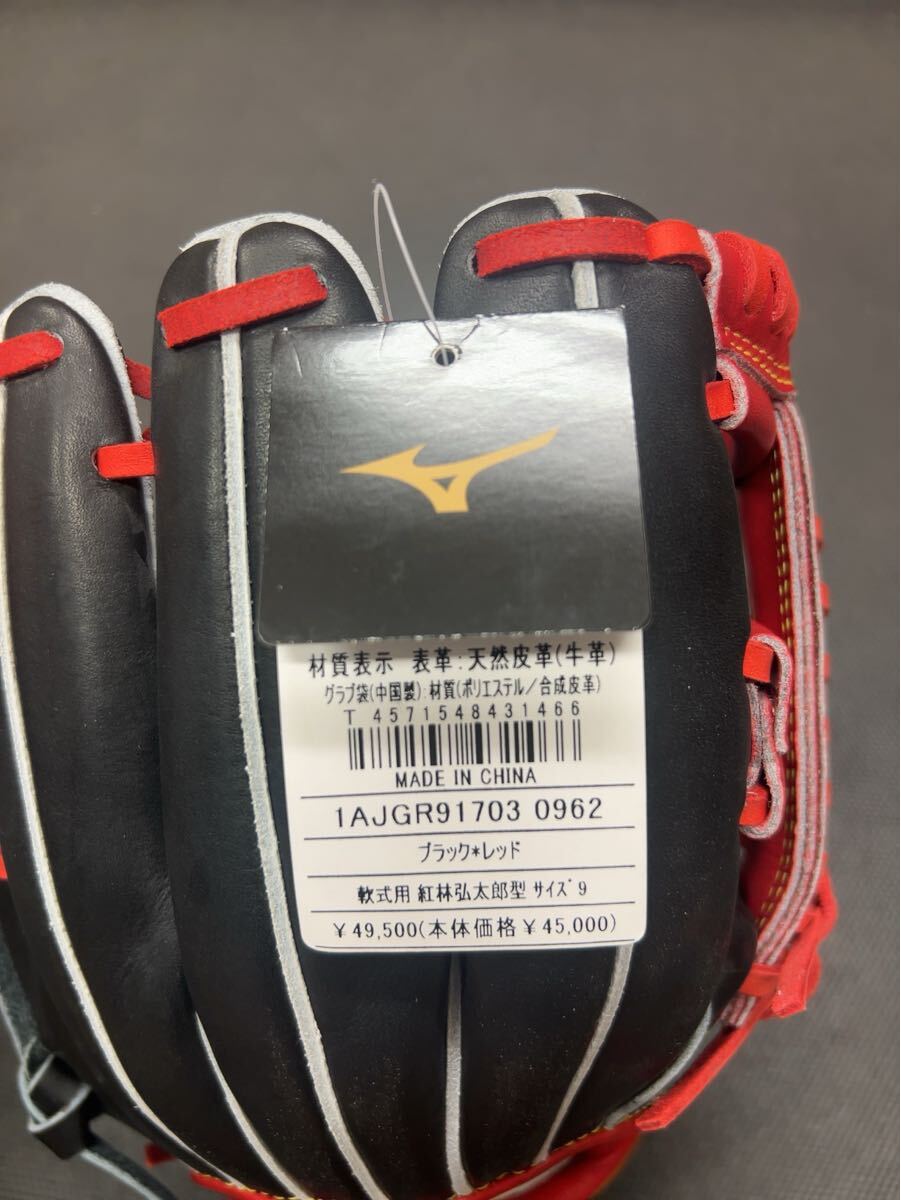 材質表示 表革:天然皮革(牛革)
グラブ袋(中国製):材質(ポリエステル/合成皮革)
T 4571548431466
MADE IN CHINA
1AJGR91703 0962
ブラック*レッド
軟式用 紅林弘太郎型 サイズ 9
¥49,500(本体価格¥45,000)